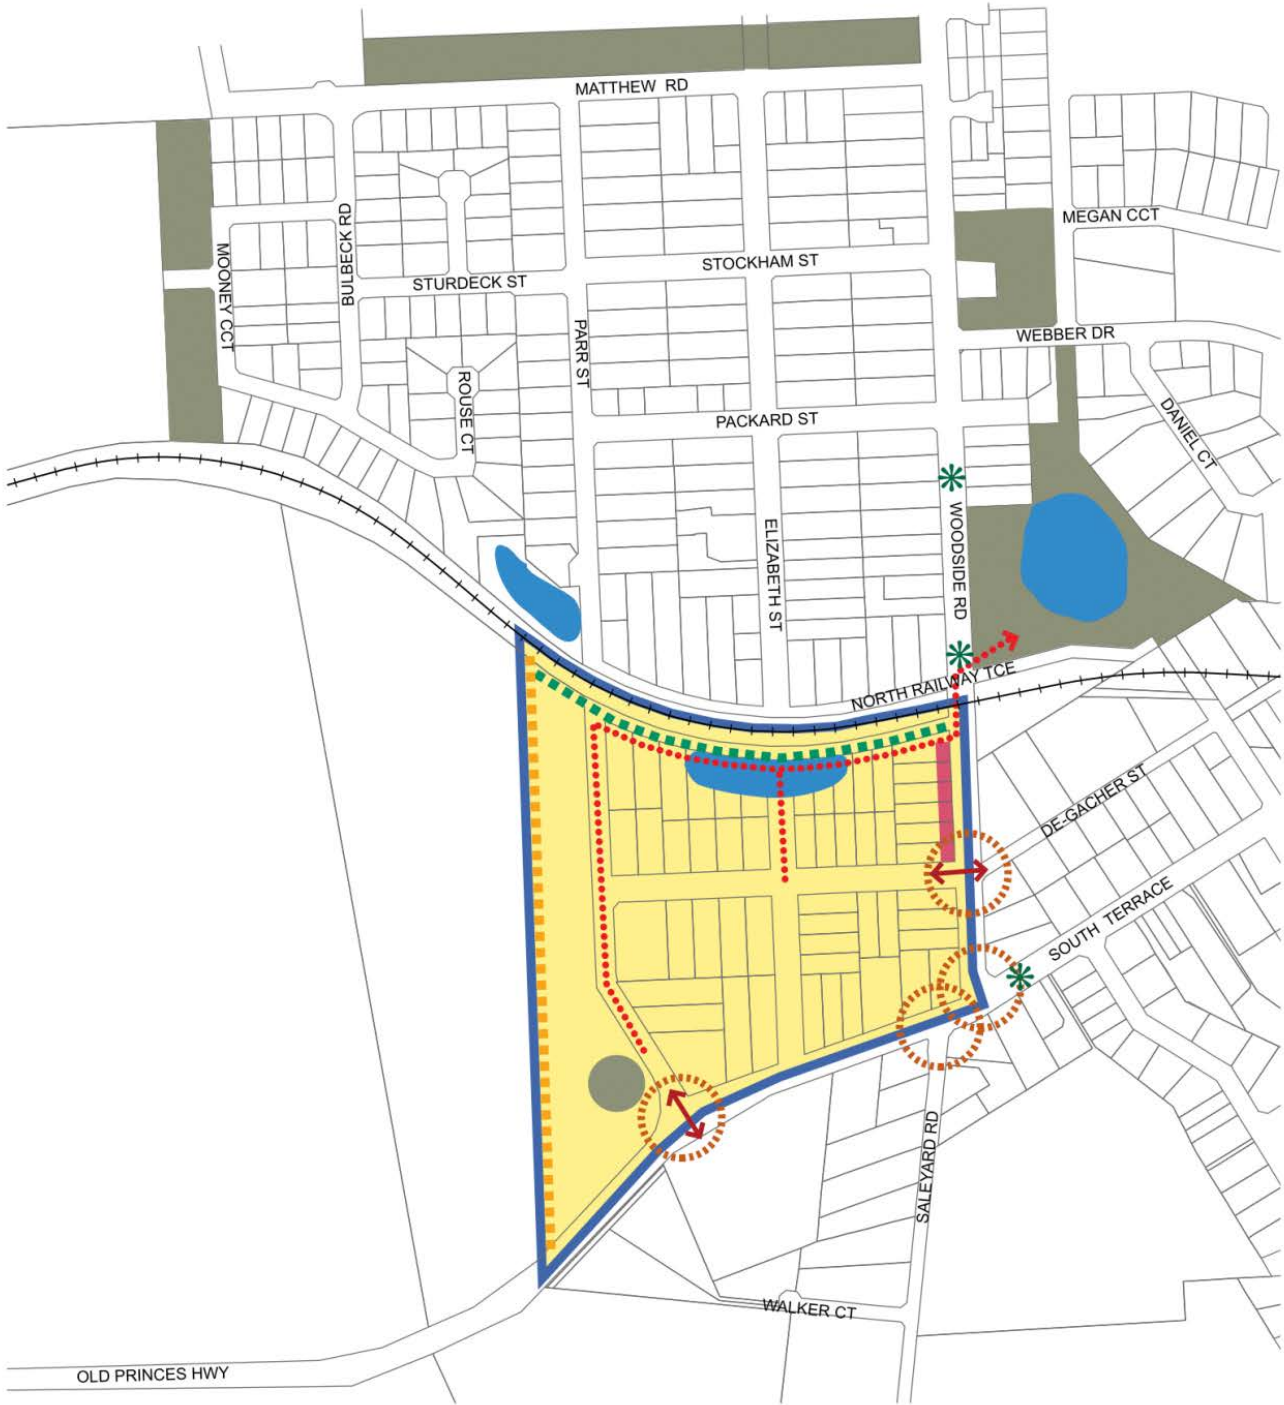 MATTHEW RD
MEGAN CCT
BULBECK RD
MOONEY CCT
STOCKHAM ST
STURDECK ST
PARR ST
WEBBER DR
ROUSE CT
PACKARD ST
DANIEL CT
ELIZABETH ST
WOODSIDE RD
NORTH RAILWAY TCE
DE-GACHER ST
SOUTH TERRACE
SALEYARD RD
WALKER CT
OLD PRINCES HWY